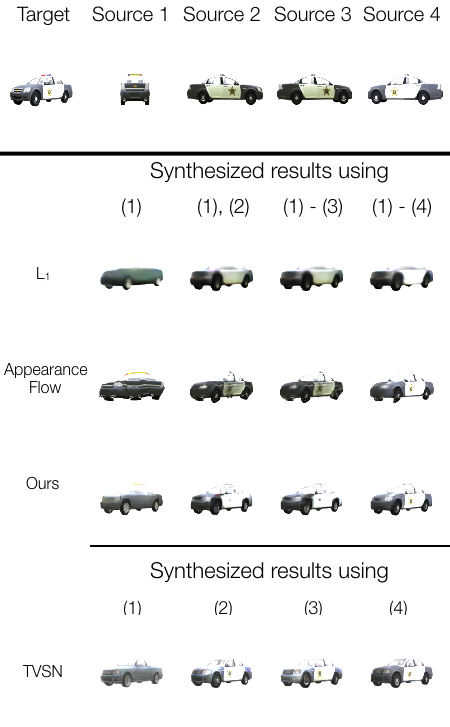 Target Source 1 Source 2 Source 3 Source 4
Synthesized results using
(1) (1), (2) (1) - (3) (1) - (4)
L₁
Appearance
Flow
Ours
Synthesized results using
(1) (2) (3) (4)
TVSN